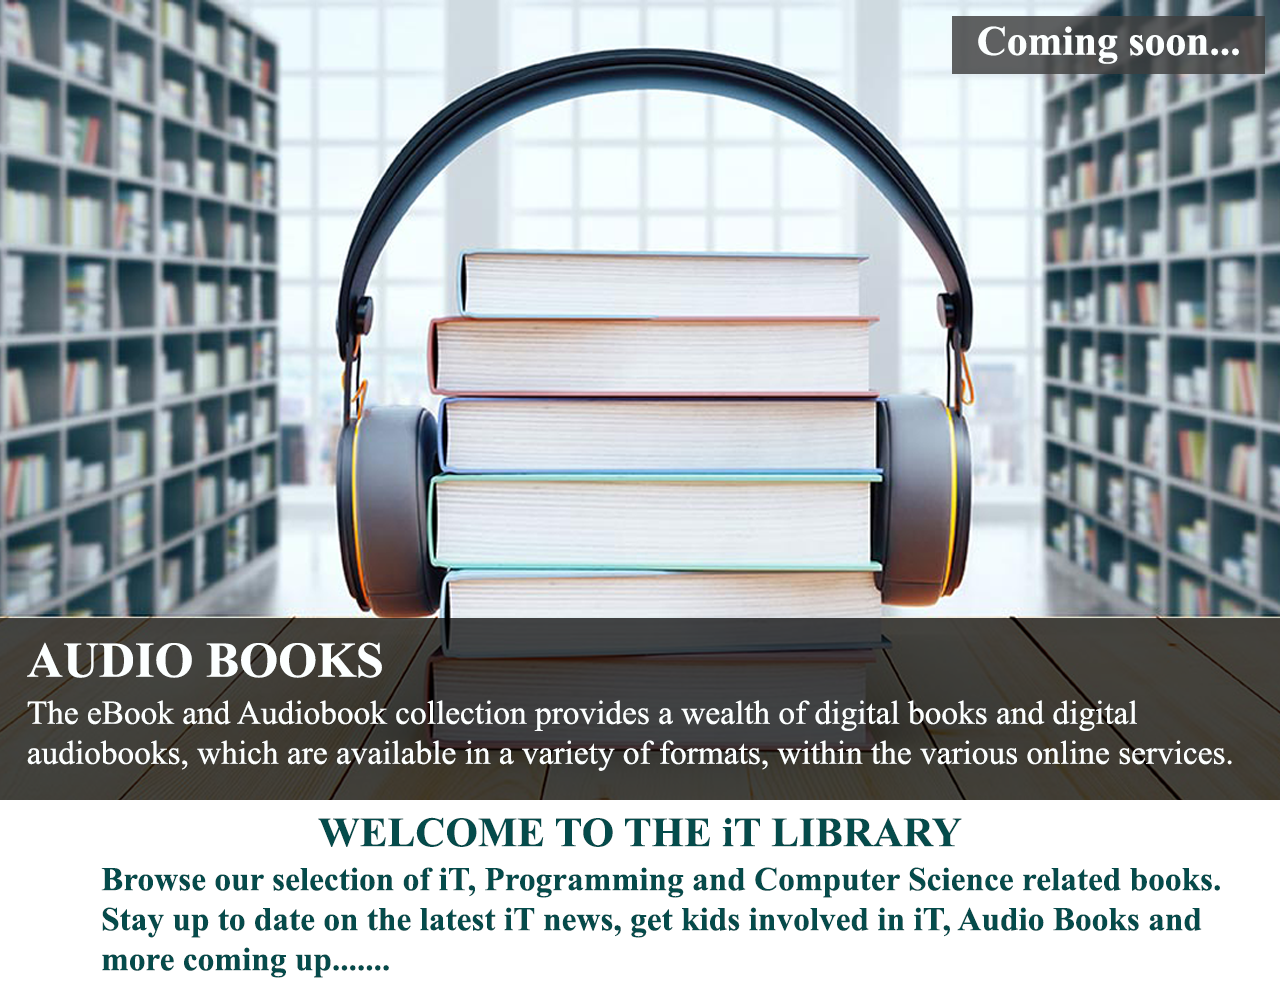 Coming soon...
AUDIO BOOKS
The eBook and Audiobook collection provides a wealth of digital books and digital
audiobooks, which are available in a variety of formats, within the various online services.
WELCOME TO THE iT LIBRARY
Browse our selection of iT, Programming and Computer Science related books.
Stay up to date on the latest iT news, get kids involved in iT, Audio Books and
more coming up.......